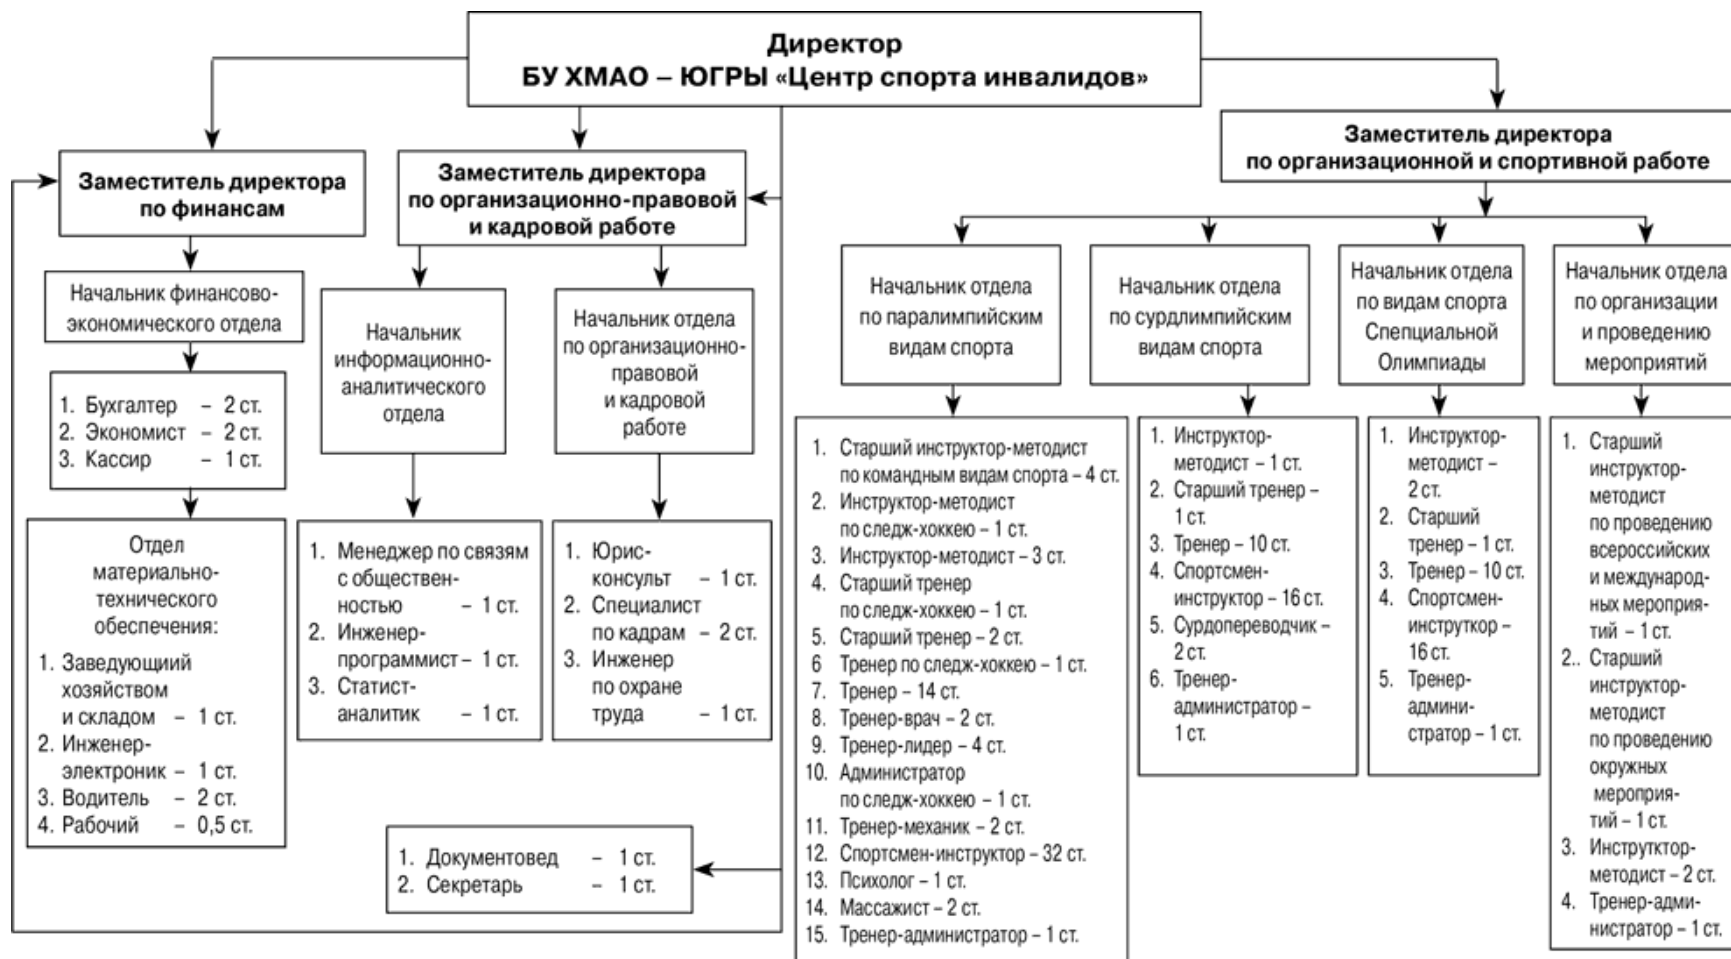 Директор
БУ ХМАО – ЮГРЫ «Центр спорта инвалидов»
Заместитель директора
по финансам
Заместитель директора
по организационно-правовой
и кадровой работе
Заместитель директора
по организационной и спортивной работе
Начальник финансово-
экономического отдела
1. Бухгалтер – 2 ст.
2. Экономист – 2 ст.
3. Кассир – 1 ст.
Отдел
материально-
технического
обеспечения:
1. Заведующиий
хозяйством
и складом – 1 ст.
2. Инженер-
электроник – 1 ст.
3. Водитель – 2 ст.
4. Рабочий – 0,5 ст.
Начальник
информационно-
аналитического
отдела
1. Менеджер по связям
с обществен-
ностью – 1 ст.
2. Инженер-
программист – 1 ст.
3. Статист-
аналитик – 1 ст.
Начальник отдела
по организационно-
правовой
и кадровой
работе
1. Юрис-
консульт – 1 ст.
2. Специалист
по кадрам – 2 ст.
3. Инженер
по охране
труда – 1 ст.
1. Документовед – 1 ст.
2. Секретарь – 1 ст.
Начальник отдела
по паралимпийским
видам спорта
1. Старший инструктор-методист
по командным видам спорта – 4 ст.
2. Инструктор-методист
по следж-хоккею – 1 ст.
3. Инструктор-методист – 3 ст.
4. Старший тренер
по следж-хоккею – 1 ст.
5. Старший тренер – 2 ст.
6 Тренер по следж-хоккею – 1 ст.
7. Тренер – 14 ст.
8. Тренер-врач – 2 ст.
9. Тренер-лидер – 4 ст.
10. Администратор
по следж-хоккею – 1 ст.
11. Тренер-механик – 2 ст.
12. Спортсмен-инструктор – 32 ст.
13. Психолог – 1 ст.
14. Массажист – 2 ст.
15. Тренер-администратор – 1 ст.
Начальник отдела
по сурдлимпийским
видам спорта
1. Инструктор-
методист – 1 ст.
2. Старший тренер –
1 ст.
3. Тренер – 10 ст.
4. Спортсмен-
инструктор – 16 ст.
5. Сурдопереводчик –
2 ст.
6. Тренер-
администратор –
1 ст.
Начальник отдела
по видам спорта
Спепциальной
Олимпиады
1. Инструктор-
методист –
2 ст.
2. Старший
тренер – 1 ст.
3. Тренер – 10 ст.
4. Спортсмен-
инструткор –
16 ст.
5. Тренер-
админи-
стратор – 1 ст.
Начальник отдела
по организации
и проведению
мероприятий
1. Старший
инструктор-
методист
по проведению
всероссийских
и международ-
ных мероприя-
тий – 1 ст.
2.. Старший
инструктор-
методист
по проведению
окружных
мероприя-
тий – 1 ст.
3. Инструтктор-
методист – 2 ст.
4. Тренер-адми-
нистратор – 1 ст.